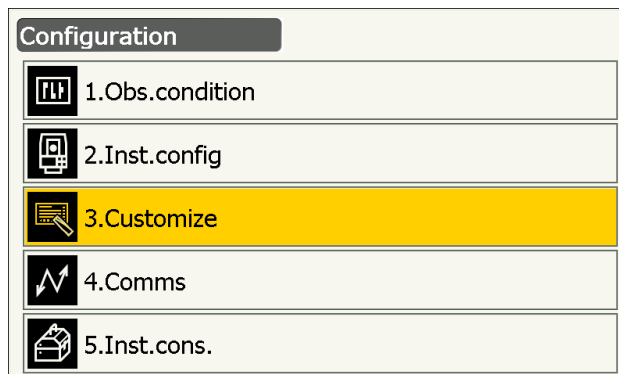 Configuration
1.Obs.condition
2.Inst.config
3.Customize
4.Comms
5.Inst.cons.